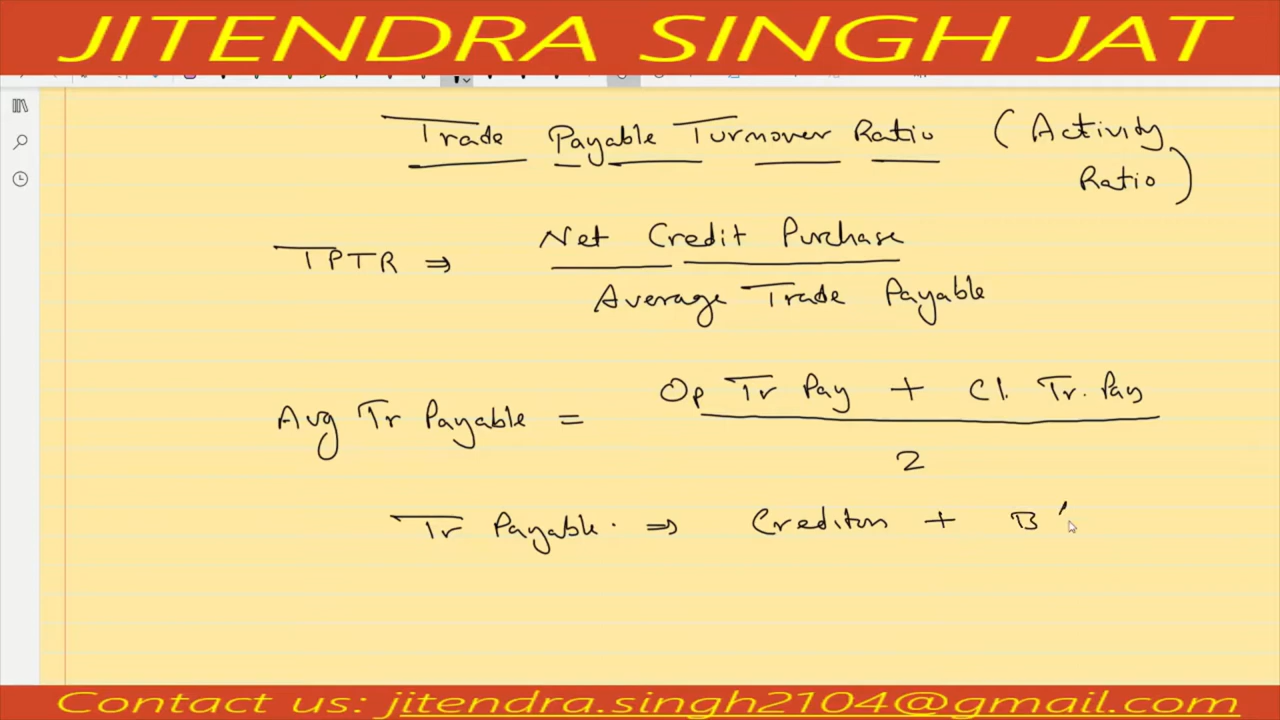 JITENDRA SINGH JAT
Trade Payable Turnover Ratio (Activity
Ratio)
TPTR ⇒ Net Credit Purchase
Average Trade Payable
Avg Tr Payable = Op Tr Pay + Cl. Tr. Pay
2
Tr Payable. ⇒ Creditors + B
Contact us: jitendra.singh2104@gmail.com